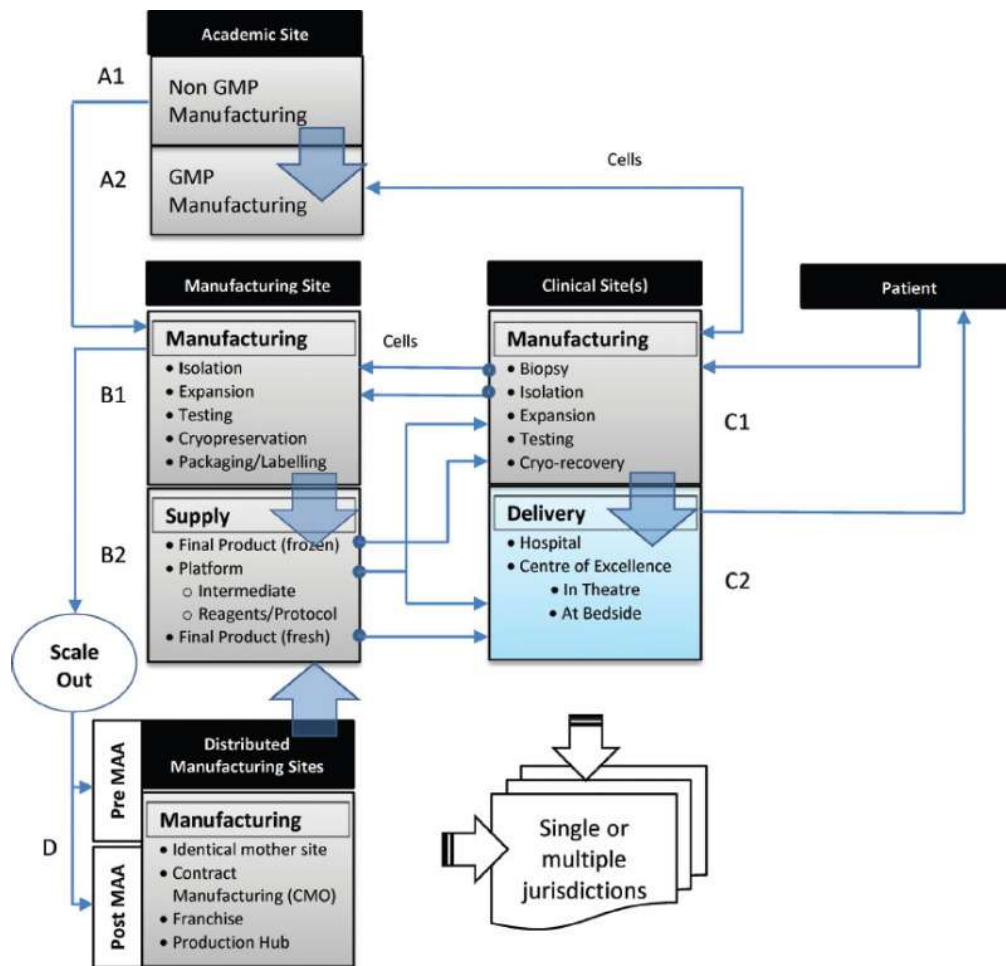 Academic Site
A1
Non GMP
Manufacturing
A2
GMP
Manufacturing
Cells
Manufacturing Site
Manufacturing
• Isolation
• Expansion
• Testing
• Cryopreservation
• Packaging/Labelling
B1
Supply
• Final Product (frozen)
• Platform
○ Intermediate
○ Reagents/Protocol
• Final Product (fresh)
B2
Cells
Clinical Site(s)
Manufacturing
• Biopsy
• Isolation
• Expansion
• Testing
• Cryo-recovery
C1
Delivery
• Hospital
• Centre of Excellence
• In Theatre
• At Bedside
C2
Patient
Scale
Out
D
Pre MAA
Post MAA
Distributed
Manufacturing Sites
Manufacturing
• Identical mother site
• Contract
Manufacturing (CMO)
• Franchise
• Production Hub
Single or
multiple
jurisdictions